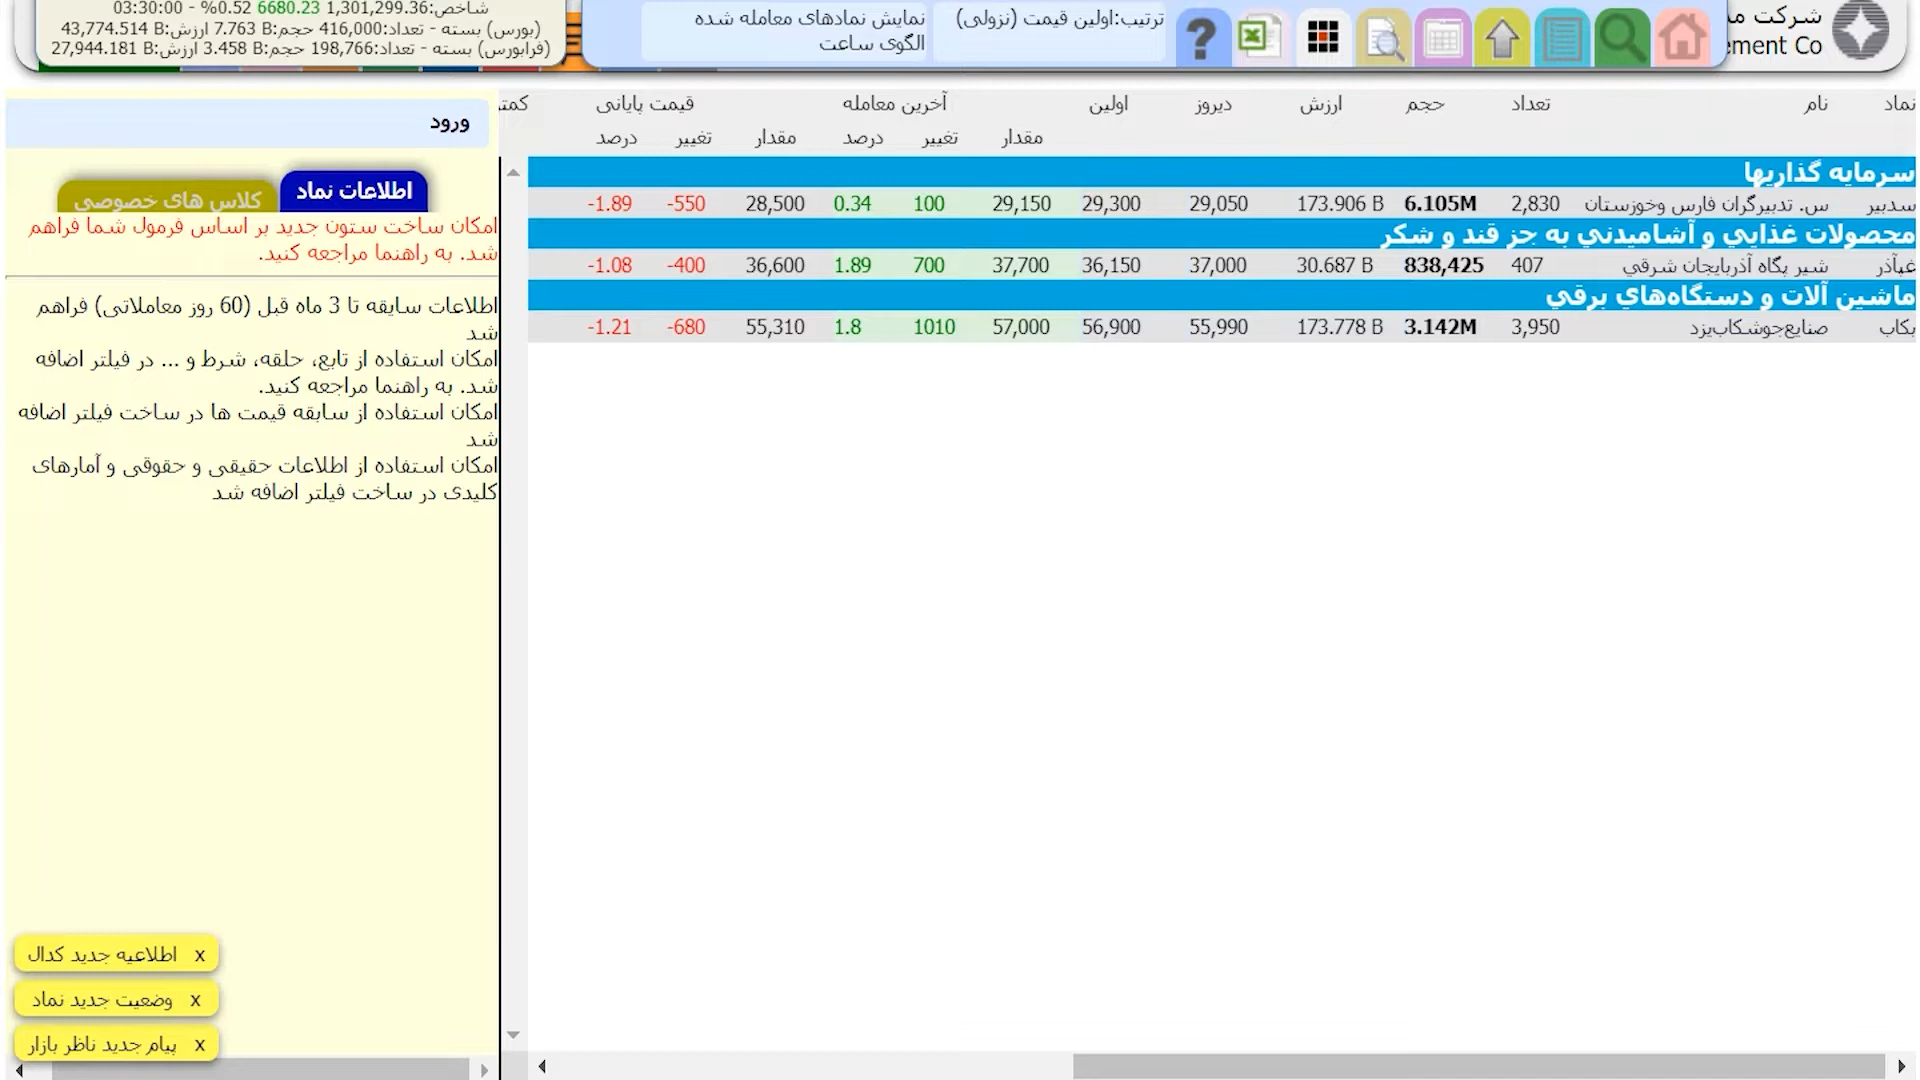 شرکت
ement Co
ترتیب:اولین قیمت (نزولی)
نمایش نمادهای معامله شده
الگوی ساعت
شاخص:1,301,299.36 6680.23 0.52% - 03:30:00
(بورس) بسته - تعداد:416,000 حجم:7.763 B ارزش:43,774.514 B
(فرابورس) بسته - تعداد:198,766 حجم:3.458 B ارزش:27,944.181 B
نماد نام تعداد حجم ارزش دیروز اولین آخرین معامله قیمت پایانی کمتر
مقدار تغییر درصد مقدار تغییر درصد
سرمایه گذاریها
سدبیر س. تدبیرگران فارس وخوزستان 2,830 6.105M 173.906 B 29,050 29,300 29,150 100 0.34 28,500 -550 -1.89
محصولات غذايي و آشاميدني به جز قند و شكر
غپآذر شير پگاه آذربايجان شرقي 407 838,425 30.687 B 37,000 36,150 37,700 700 1.89 36,600 -400 -1.08
ماشين آلات و دستگاه‌هاي برقي
بکاب صنایع‌جوشکاب‌یزد 3,950 3.142M 173.778 B 55,990 56,900 57,000 1010 1.8 55,310 -680 -1.21
ورود
اطلاعات نماد
کلاس های خصوصی
امکان ساخت ستون جدید بر اساس فرمول شما فراهم
شد. به راهنما مراجعه کنید.
اطلاعات سابقه تا 3 ماه قبل (60 روز معاملاتی) فراهم
شد
امکان استفاده از تابع، حلقه، شرط و ... در فیلتر اضافه
شد. به راهنما مراجعه کنید.
امکان استفاده از سابقه قیمت ها در ساخت فیلتر اضافه
شد
امکان استفاده از اطلاعات حقیقی و حقوقی و آمارهای
کلیدی در ساخت فیلتر اضافه شد
x اطلاعیه جدید کدال
x وضعیت جدید نماد
x پیام جدید ناظر بازار